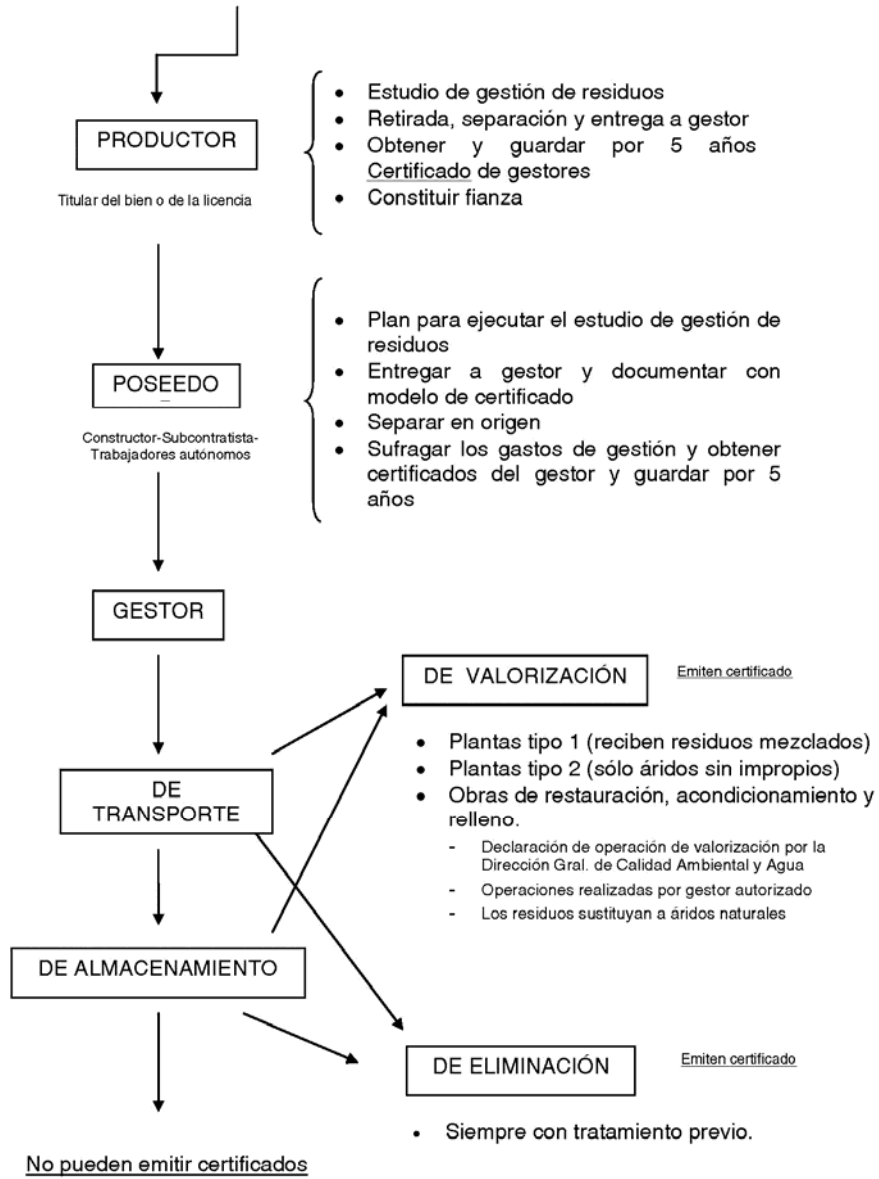 PRODUCTOR
Titular del bien o de la licencia
• Estudio de gestión de residuos
• Retirada, separación y entrega a gestor
• Obtener y guardar por 5 años
Certificado de gestores
• Constituir fianza
POSEEDO
Constructor-Subcontratista-
Trabajadores autónomos
• Plan para ejecutar el estudio de gestión de
residuos
• Entregar a gestor y documentar con
modelo de certificado
• Separar en origen
• Sufragar los gastos de gestión y obtener
certificados del gestor y guardar por 5
años
GESTOR
DE VALORIZACIÓN
Emiten certificado
• Plantas tipo 1 (reciben residuos mezclados)
• Plantas tipo 2 (sólo áridos sin impropios)
• Obras de restauración, acondicionamiento y
relleno.
- Declaración de operación de valorización por la
Dirección Gral. de Calidad Ambiental y Agua
- Operaciones realizadas por gestor autorizado
- Los residuos sustituyan a áridos naturales
DE
TRANSPORTE
DE ALMACENAMIENTO
DE ELIMINACIÓN
Emiten certificado
• Siempre con tratamiento previo.
No pueden emitir certificados